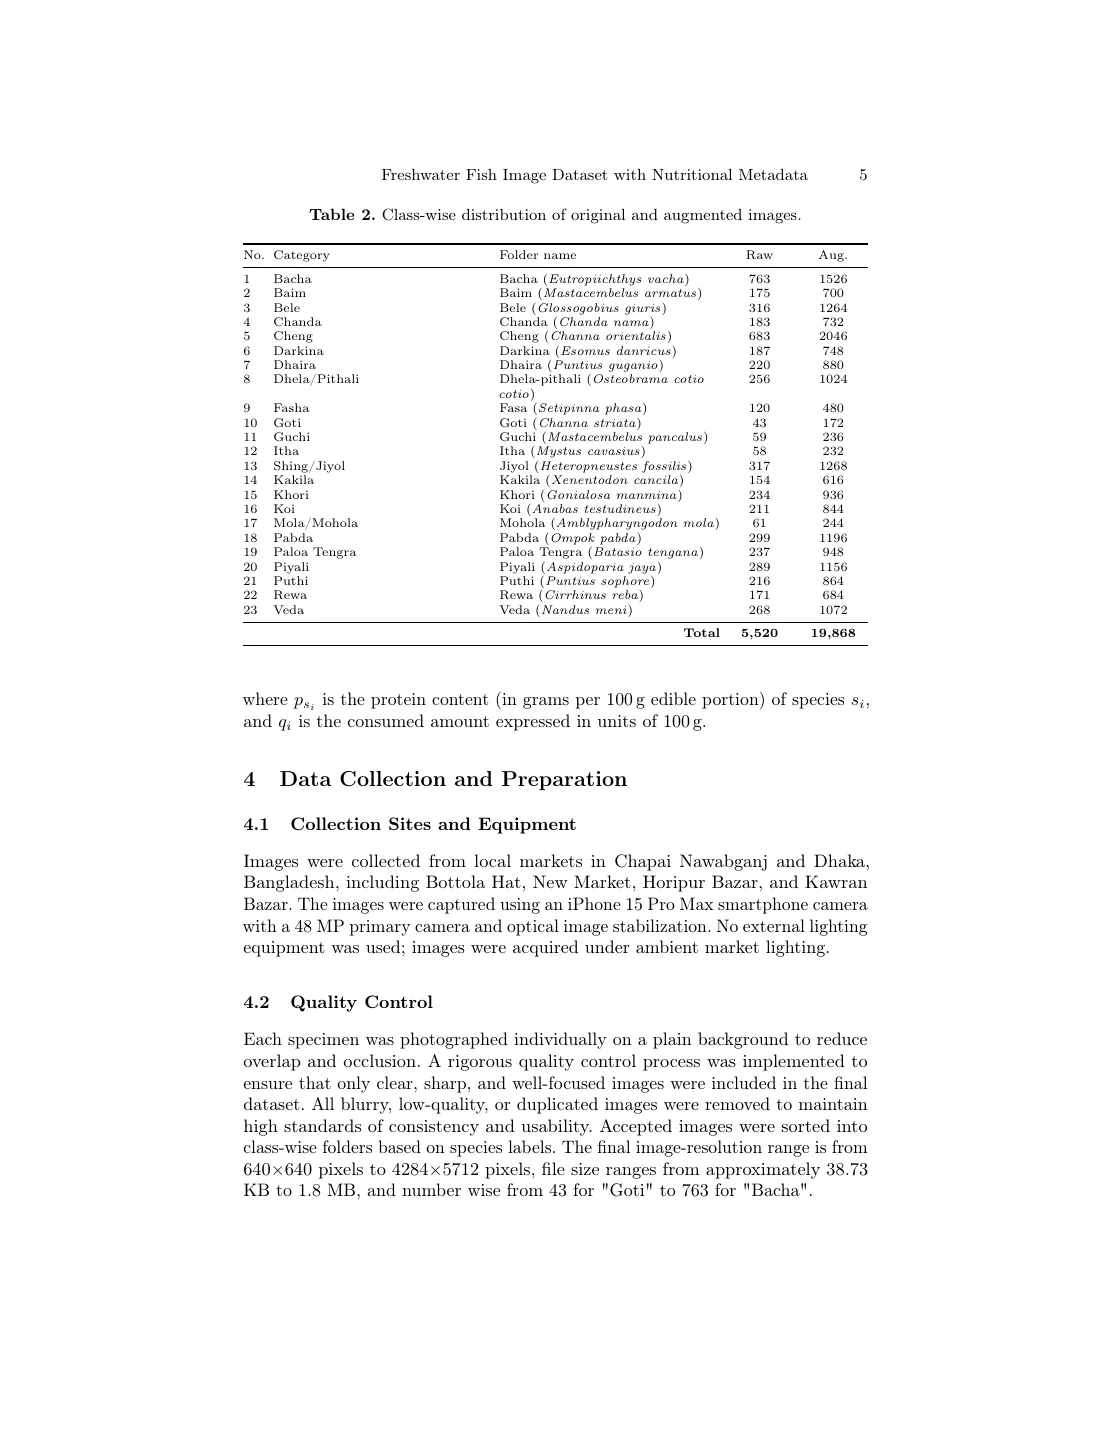 Freshwater Fish Image Dataset with Nutritional Metadata 5
Table 2. Class-wise distribution of original and augmented images.
No. Category Folder name Raw Aug.
1 Bacha Bacha (Eutropiichthys vacha) 763 1526
2 Baim Baim (Mastacembelus armatus) 175 700
3 Bele Bele (Glossogobius giuris) 316 1264
4 Chanda Chanda (Chanda nama) 183 732
5 Cheng Cheng (Channa orientalis) 683 2046
6 Darkina Darkina (Esomus danricus) 187 748
7 Dhaira Dhaira (Puntius guganio) 220 880
8 Dhela/Pithali Dhela-pithali (Osteobrama cotio 256 1024
cotio)
9 Fasha Fasa (Setipinna phasa) 120 480
10 Goti Goti (Channa striata) 43 172
11 Guchi Guchi (Mastacembelus pancalus) 59 236
12 Itha Itha (Mystus cavasius) 58 232
13 Shing/Jiyol Jiyol (Heteropneustes fossilis) 317 1268
14 Kakila Kakila (Xenentodon cancila) 154 616
15 Khori Khori (Gonialosa manmina) 234 936
16 Koi Koi (Anabas testudineus) 211 844
17 Mola/Mohola Mohola (Amblypharyngodon mola) 61 244
18 Pabda Pabda (Ompok pabda) 299 1196
19 Paloa Tengra Paloa Tengra (Batasio tengana) 237 948
20 Piyali Piyali (Aspidoparia jaya) 289 1156
21 Puthi Puthi (Puntius sophore) 216 864
22 Rewa Rewa (Cirrhinus reba) 171 684
23 Veda Veda (Nandus meni) 268 1072
Total 5,520 19,868
where p_{s_i} is the protein content (in grams per 100 g edible portion) of species s_i,
and q_i is the consumed amount expressed in units of 100 g.
4 Data Collection and Preparation
4.1 Collection Sites and Equipment
Images were collected from local markets in Chapai Nawabganj and Dhaka,
Bangladesh, including Bottola Hat, New Market, Horipur Bazar, and Kawran
Bazar. The images were captured using an iPhone 15 Pro Max smartphone camera
with a 48 MP primary camera and optical image stabilization. No external lighting
equipment was used; images were acquired under ambient market lighting.
4.2 Quality Control
Each specimen was photographed individually on a plain background to reduce
overlap and occlusion. A rigorous quality control process was implemented to
ensure that only clear, sharp, and well-focused images were included in the final
dataset. All blurry, low-quality, or duplicated images were removed to maintain
high standards of consistency and usability. Accepted images were sorted into
class-wise folders based on species labels. The final image-resolution range is from
640×640 pixels to 4284×5712 pixels, file size ranges from approximately 38.73
KB to 1.8 MB, and number wise from 43 for "Goti" to 763 for "Bacha".